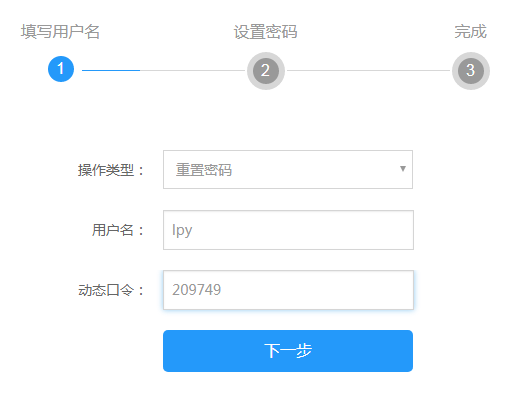 填写用户名 设置密码 完成
1 2 3
操作类型： 重置密码
用户名： lpy
动态口令： 209749
下一步